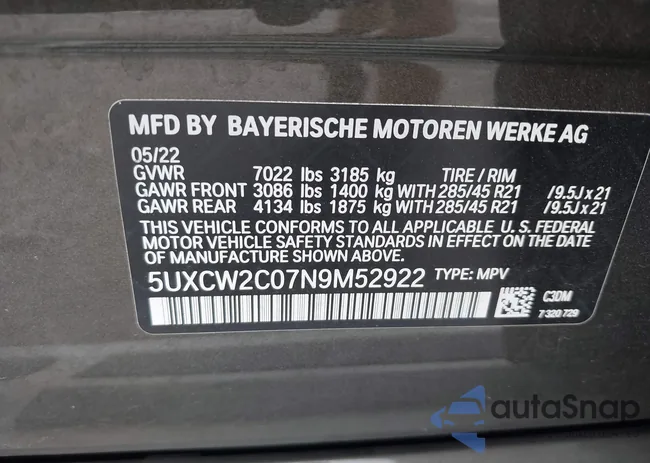 MFD BY BAYERISCHE MOTOREN WERKE AG
05/22
GVWR 7022 lbs 3185 kg TIRE / RIM
GAWR FRONT 3086 lbs 1400 kg WITH 285/45 R21 /9.5J x 21
GAWR REAR 4134 lbs 1875 kg WITH 285/45 R21 /9.5J x 21
THIS VEHICLE CONFORMS TO ALL APPLICABLE U. S. FEDERAL
MOTOR VEHICLE SAFETY STANDARDS IN EFFECT ON THE DATE OF
MANUFACTURE SHOWN ABOVE.
5UXCW2C07N9M52922 TYPE: MPV
C3DM
7 320 729
autoSnap